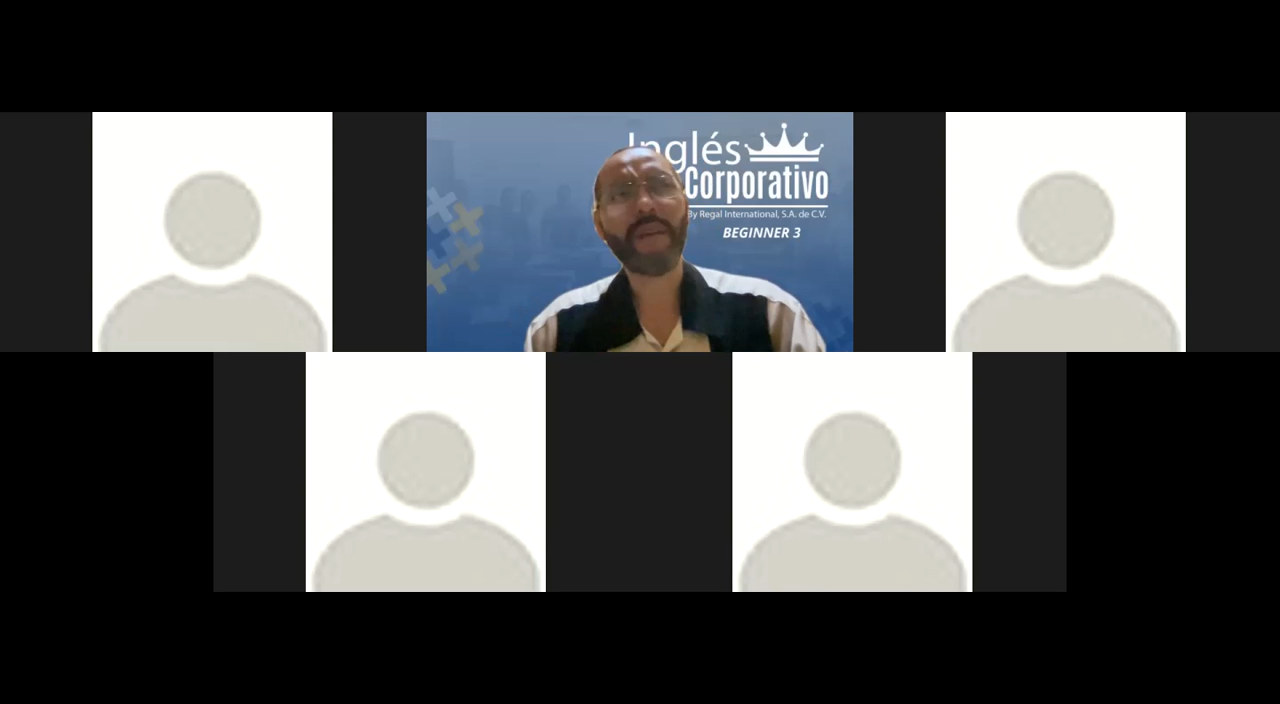 Inglés
Corporativo
By Regal International, S.A. de C.V.
BEGINNER 3